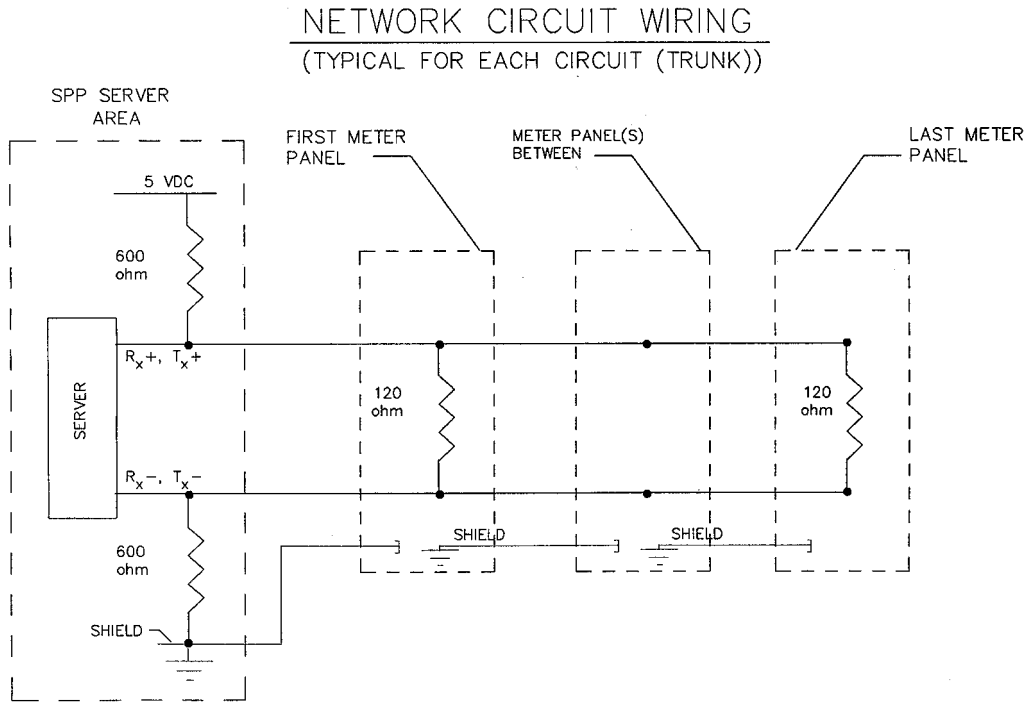 NETWORK CIRCUIT WIRING
(TYPICAL FOR EACH CIRCUIT (TRUNK))
SPP SERVER
AREA
FIRST METER
PANEL
METER PANEL(S)
BETWEEN
LAST METER
PANEL
5 VDC
600
ohm
Rx+, Tx+
SERVER
120
ohm
120
ohm
Rx−, Tx−
600
ohm
SHIELD
SHIELD
SHIELD